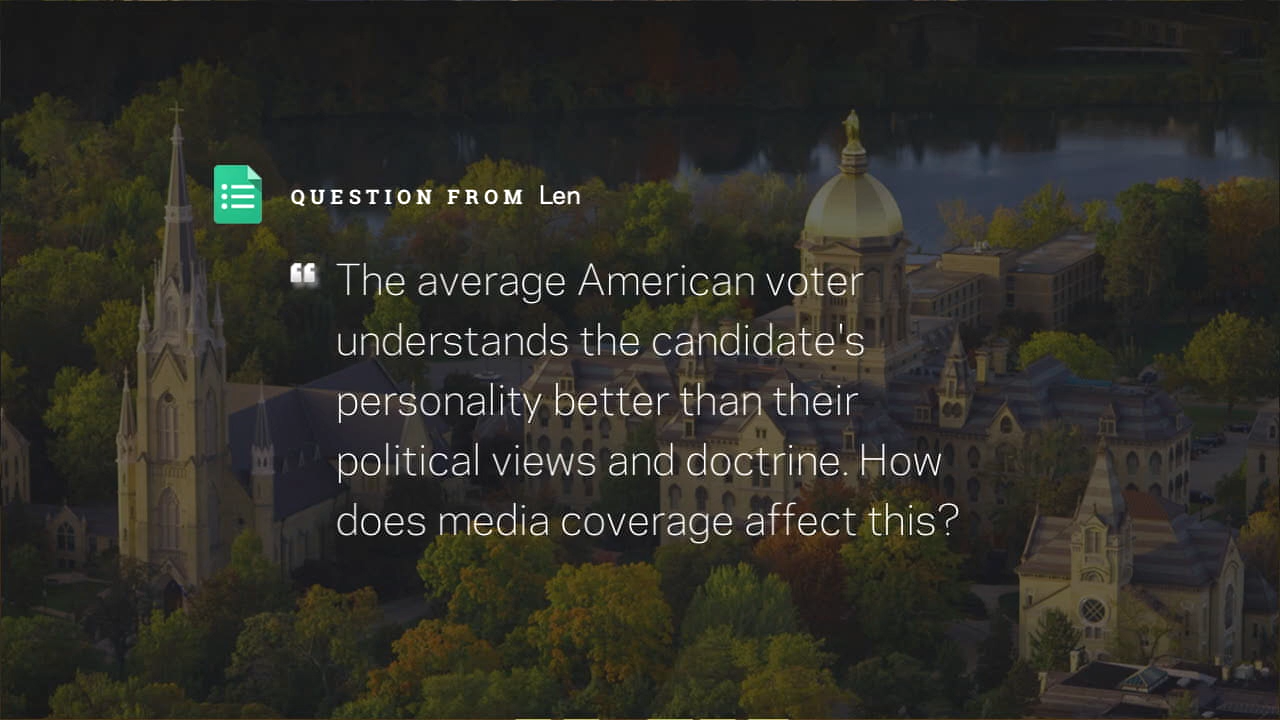 QUESTION FROM Len
❝ The average American voter
understands the candidate's
personality better than their
political views and doctrine. How
does media coverage affect this?